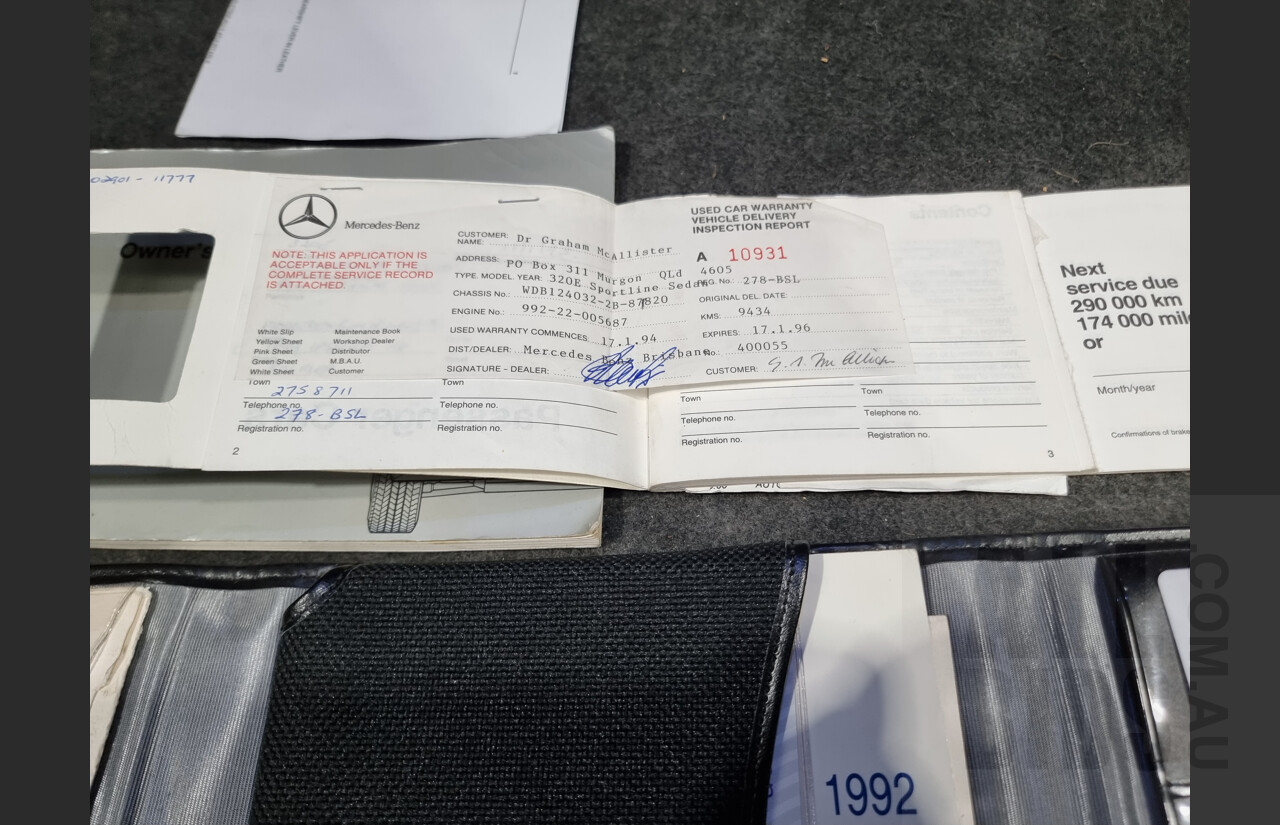 02901 - 11777
Owner's
Mercedes-Benz
NOTE: THIS APPLICATION IS
ACCEPTABLE ONLY IF THE
COMPLETE SERVICE RECORD
IS ATTACHED.
White Slip Maintenance Book
Yellow Sheet Workshop Dealer
Pink Sheet Distributor
Green Sheet M.B.A.U.
White Sheet Customer
USED CAR WARRANTY
VEHICLE DELIVERY
INSPECTION REPORT
A 10931
CUSTOMER: NAME: Dr Graham McAllister
ADDRESS: PO Box 311 Murgon QLd 4605
TYPE. MODEL. YEAR: 320E Sportline Sedan
REG. No.: 278-BSL
CHASSIS No.: WDB124032-2B-87820
ORIGINAL DEL. DATE:
ENGINE No.: 992-22-005687
KMS: 9434
USED WARRANTY COMMENCES: 17.1.94
EXPIRES: 17.1.96
DIST/DEALER: Mercedes Benz Brisbane
No.: 400055
SIGNATURE - DEALER:
CUSTOMER:
Town Town Town Town
2758711
Telephone no. Telephone no. Telephone no. Telephone no.
278-BSL
Registration no. Registration no. Registration no. Registration no.
2
3
Next
service due
290 000 km
174 000 mil
or
Month/year
Confirmations of brake
1992
COM.AU